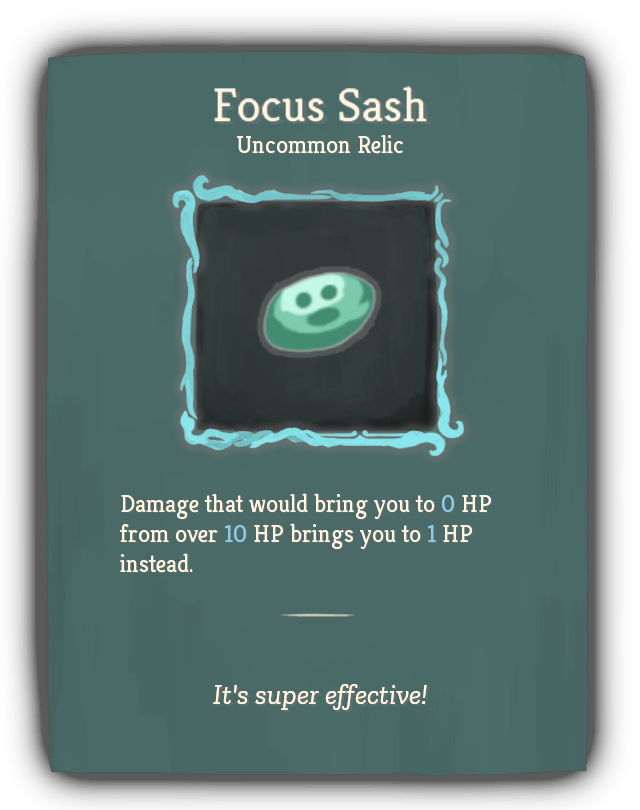 Focus Sash
Uncommon Relic
Damage that would bring you to 0 HP
from over 10 HP brings you to 1 HP
instead.
It's super effective!